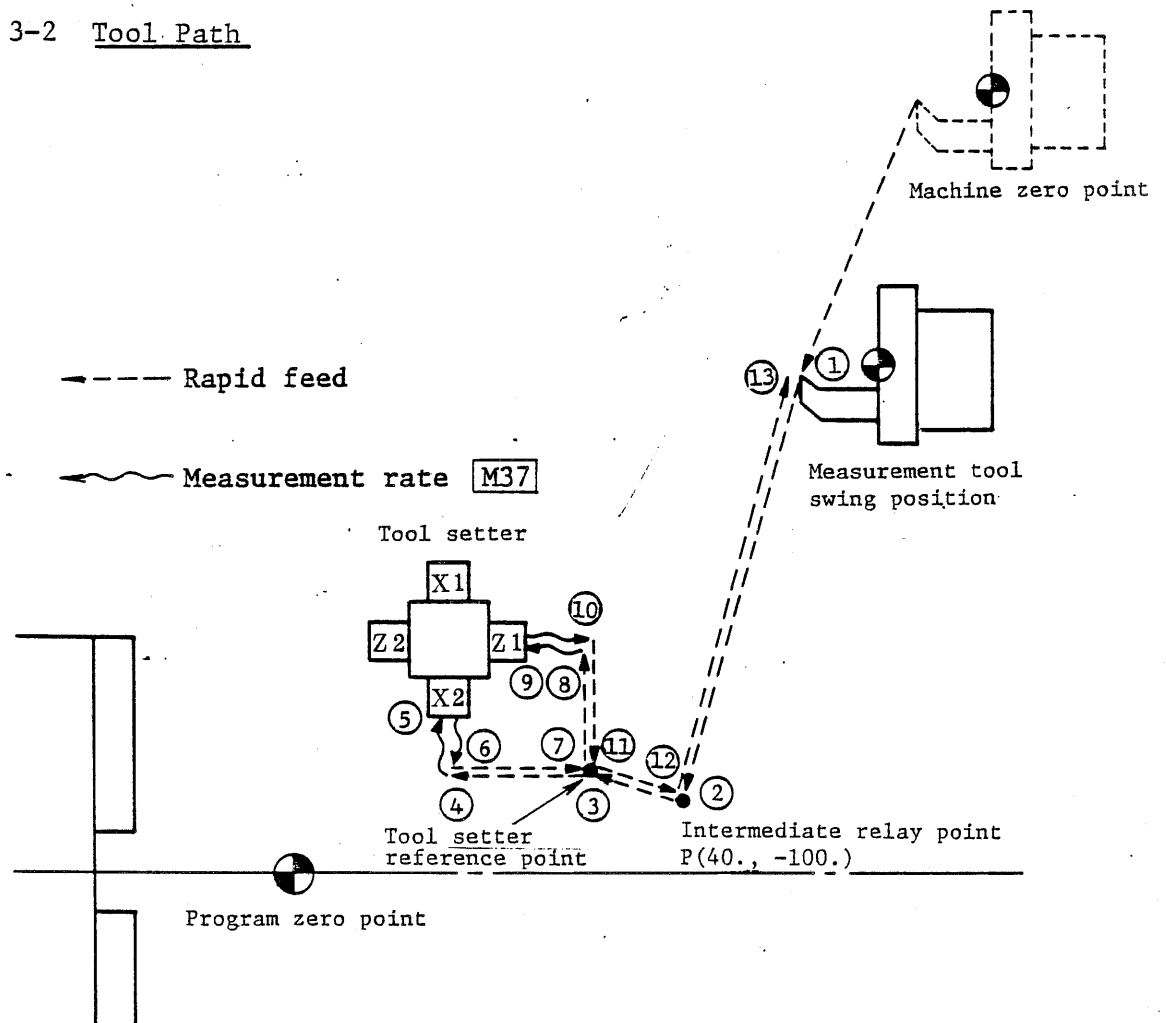 3-2 Tool Path
Machine zero point
Rapid feed
13 1
Measurement rate M37
Measurement tool
swing position
Tool setter
X1
10
Z2 Z1
9 8
X2
5
6 7 11 12
2
4 3
Tool setter
reference point
Intermediate relay point
P(40., -100.)
Program zero point